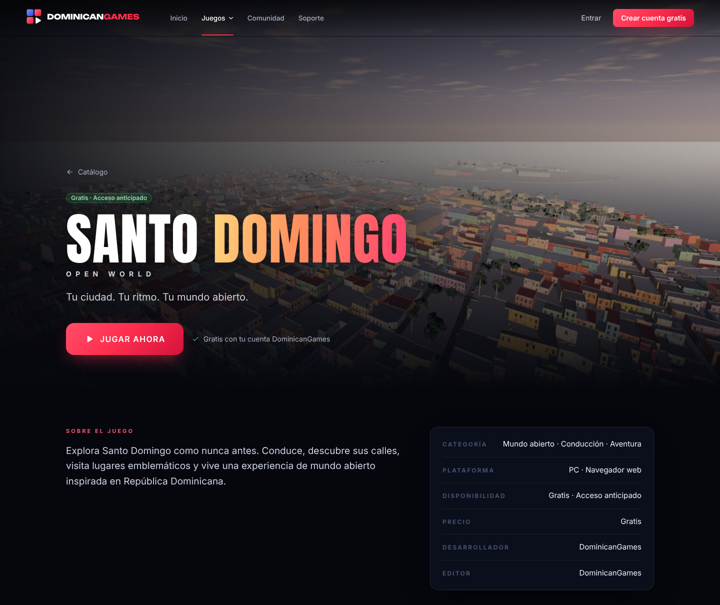 DOMINICANGAMES
Inicio
Juegos
Comunidad
Soporte
Entrar
Crear cuenta gratis
Catálogo
Gratis · Acceso anticipado
SANTO DOMINGO
OPEN WORLD
Tu ciudad. Tu ritmo. Tu mundo abierto.
JUGAR AHORA
Gratis con tu cuenta DominicanGames
SOBRE EL JUEGO
Explora Santo Domingo como nunca antes. Conduce, descubre sus calles,
visita lugares emblemáticos y vive una experiencia de mundo abierto
inspirada en República Dominicana.
CATEGORÍA Mundo abierto · Conducción · Aventura
PLATAFORMA PC · Navegador web
DISPONIBILIDAD Gratis · Acceso anticipado
PRECIO Gratis
DESARROLLADOR DominicanGames
EDITOR DominicanGames